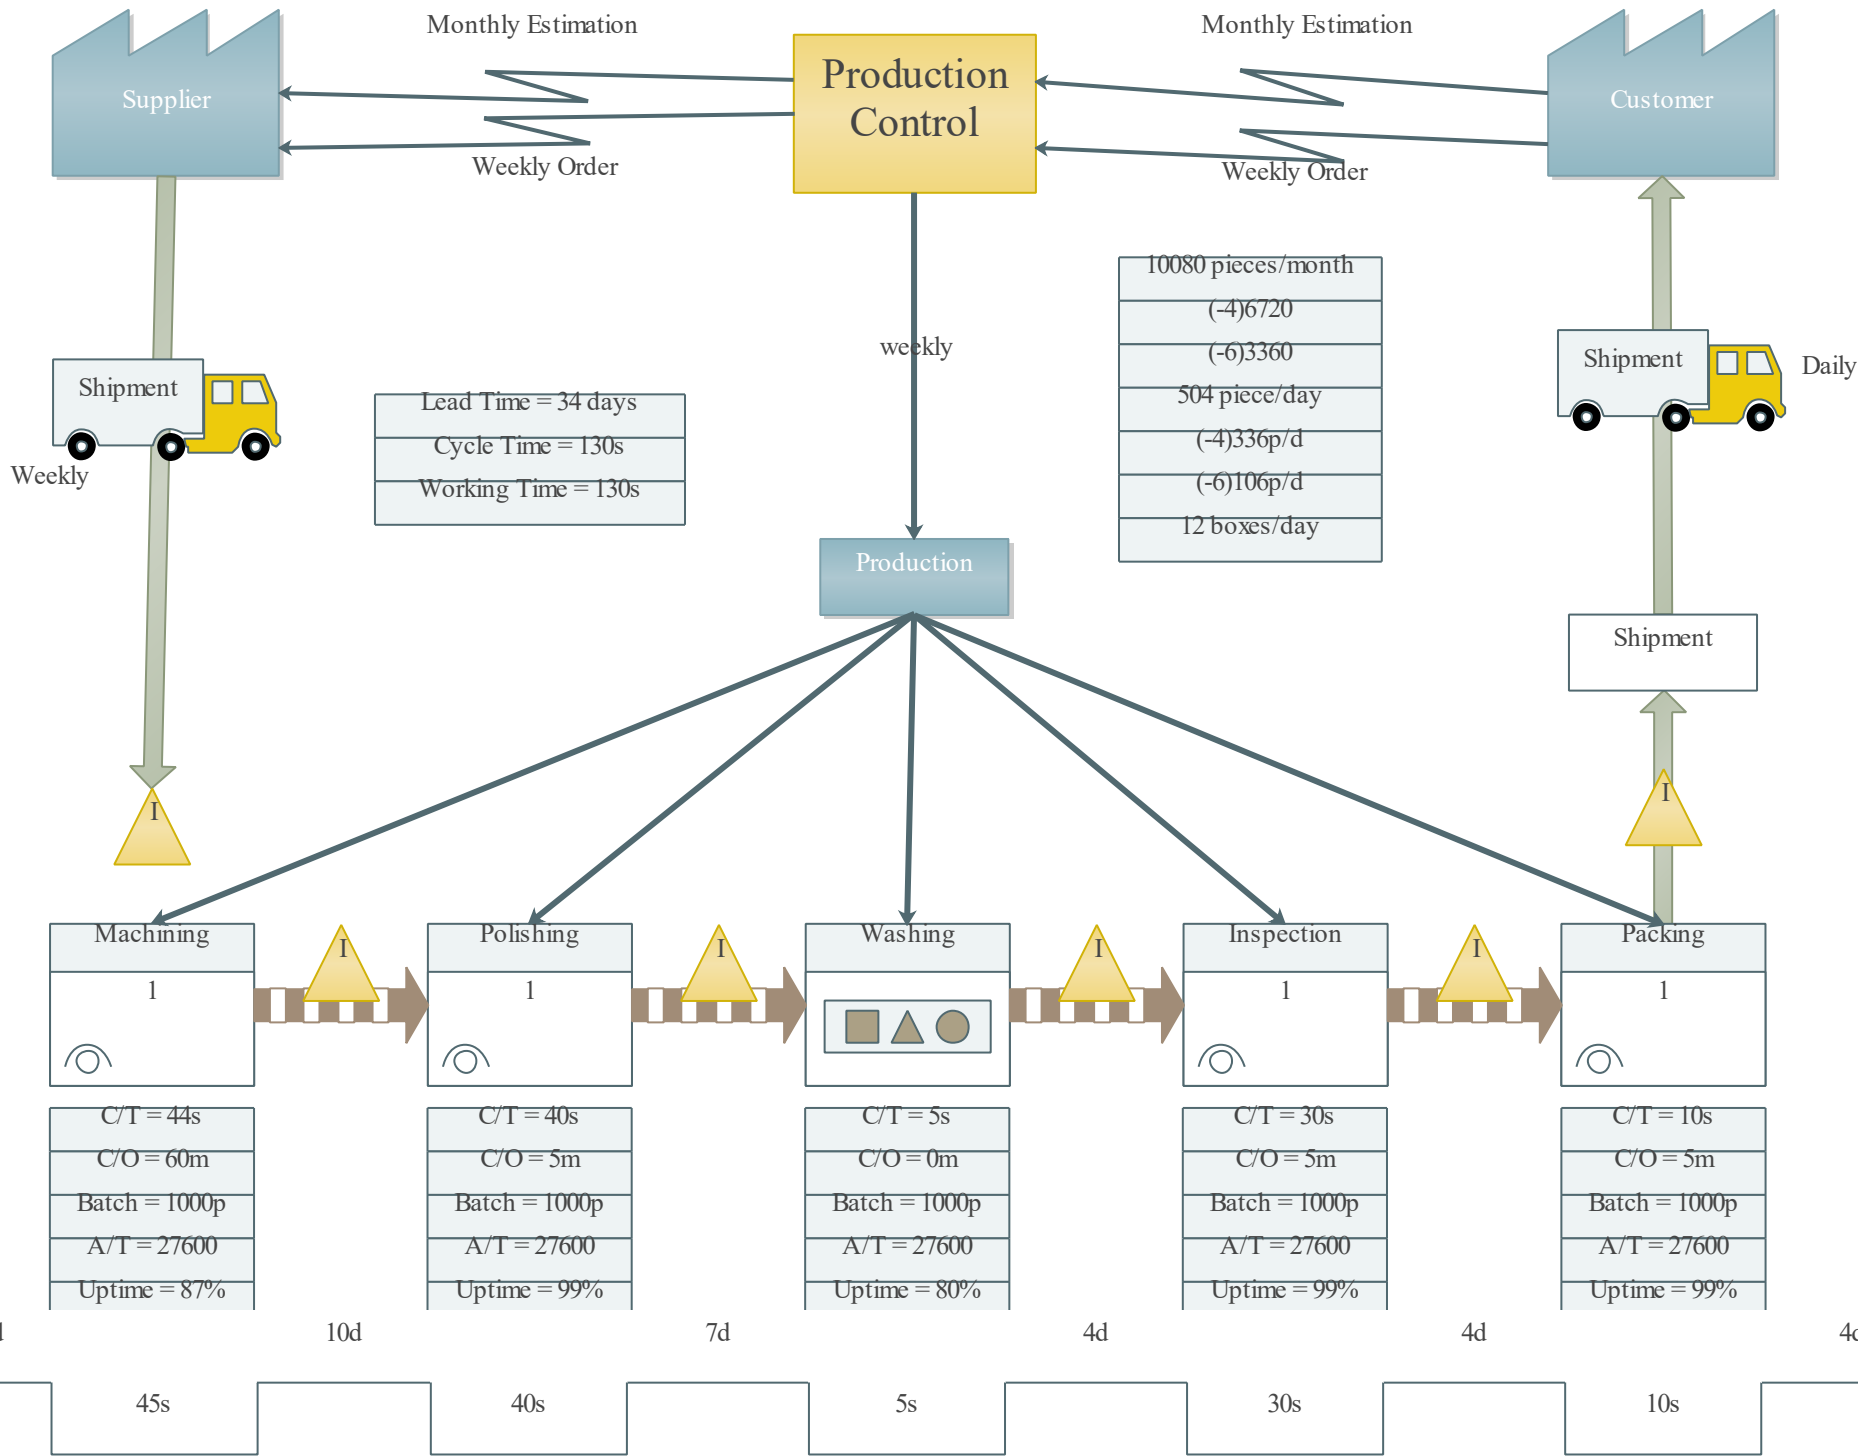 Monthly Estimation
Monthly Estimation
Production
Control
Supplier
Customer
Weekly Order
Weekly Order
10080 pieces/month
(-4)6720
(-6)3360
504 piece/day
(-4)336p/d
(-6)106p/d
12 boxes/day
weekly
Shipment
Weekly
Lead Time = 34 days
Cycle Time = 130s
Working Time = 130s
Shipment
Daily
Production
Shipment
I
I
Machining
1
I
Polishing
1
I
Washing
I
Inspection
1
I
Packing
1
C/T = 44s
C/O = 60m
Batch = 1000p
A/T = 27600
Uptime = 87%
C/T = 40s
C/O = 5m
Batch = 1000p
A/T = 27600
Uptime = 99%
C/T = 5s
C/O = 0m
Batch = 1000p
A/T = 27600
Uptime = 80%
C/T = 30s
C/O = 5m
Batch = 1000p
A/T = 27600
Uptime = 99%
C/T = 10s
C/O = 5m
Batch = 1000p
A/T = 27600
Uptime = 99%
10d
7d
4d
4d
45s
40s
5s
30s
10s